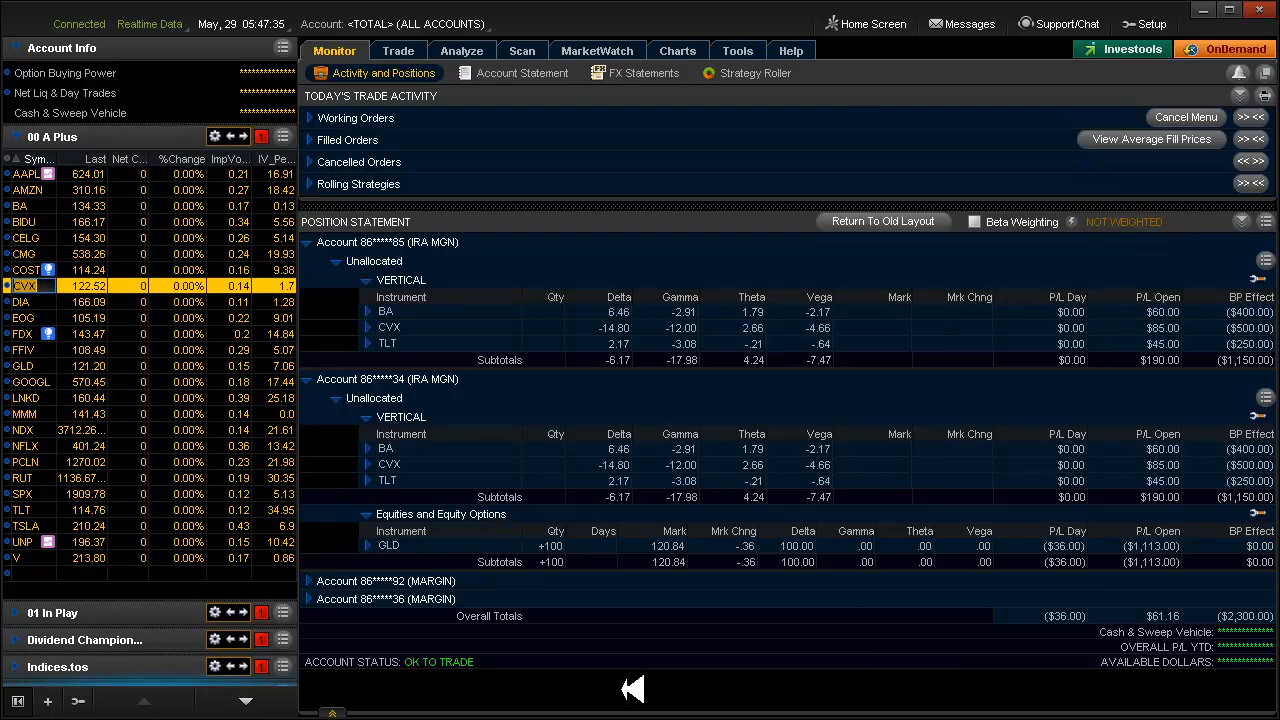 Connected Realtime Data May, 29 05:47:35 Account: <TOTAL> (ALL ACCOUNTS) Home Screen Messages Support/Chat Setup
Account Info Monitor Trade Analyze Scan MarketWatch Charts Tools Help Investools OnDemand
Option Buying Power *************
Net Liq & Day Trades *************
Cash & Sweep Vehicle *************
00 A Plus 1
Sym... Last Net C... %Change ImpVo... IV_Pe...
AAPL 624.01 0 0.00% 0.21 16.91
AMZN 310.16 0 0.00% 0.27 18.42
BA 134.33 0 0.00% 0.17 0.13
BIDU 166.17 0 0.00% 0.34 5.56
CELG 154.30 0 0.00% 0.26 5.14
CMG 538.26 0 0.00% 0.24 19.93
COST 114.24 0 0.00% 0.16 9.38
CVX 122.52 0 0.00% 0.14 1.7
DIA 166.09 0 0.00% 0.11 1.28
EOG 105.19 0 0.00% 0.22 9.01
FDX 143.47 0 0.00% 0.2 14.84
FFIV 108.49 0 0.00% 0.29 5.07
GLD 121.20 0 0.00% 0.15 7.06
GOOGL 570.45 0 0.00% 0.18 17.44
LNKD 160.44 0 0.00% 0.39 25.18
MMM 141.43 0 0.00% 0.14 0.0
NDX 3712.26... 0 0.00% 0.14 21.61
NFLX 401.24 0 0.00% 0.36 13.42
PCLN 1270.02 0 0.00% 0.23 21.98
RUT 1136.67... 0 0.00% 0.19 30.35
SPX 1909.78 0 0.00% 0.12 5.13
TLT 114.76 0 0.00% 0.12 34.95
TSLA 210.24 0 0.00% 0.43 6.9
UNP 196.37 0 0.00% 0.15 10.42
V 213.80 0 0.00% 0.17 0.86
01 In Play 1
Dividend Champion... 1
Indices.tos 1
Activity and Positions Account Statement FX Statements Strategy Roller
TODAY'S TRADE ACTIVITY
Working Orders Cancel Menu >> <<
Filled Orders View Average Fill Prices >> <<
Cancelled Orders << >>
Rolling Strategies >> <<
POSITION STATEMENT Return To Old Layout Beta Weighting NOT WEIGHTED
Account 86*****85 (IRA MGN)
Unallocated
VERTICAL
Instrument Qty Delta Gamma Theta Vega Mark Mrk Chng P/L Day P/L Open BP Effect
BA 6.46 -2.91 1.79 -2.17 $0.00 $60.00 ($400.00)
CVX -14.80 -12.00 2.66 -4.66 $0.00 $85.00 ($500.00)
TLT 2.17 -3.08 -.21 -.64 $0.00 $45.00 ($250.00)
Subtotals -6.17 -17.98 4.24 -7.47 $0.00 $190.00 ($1,150.00)
Account 86*****34 (IRA MGN)
Unallocated
VERTICAL
Instrument Qty Delta Gamma Theta Vega Mark Mrk Chng P/L Day P/L Open BP Effect
BA 6.46 -2.91 1.79 -2.17 $0.00 $60.00 ($400.00)
CVX -14.80 -12.00 2.66 -4.66 $0.00 $85.00 ($500.00)
TLT 2.17 -3.08 -.21 -.64 $0.00 $45.00 ($250.00)
Subtotals -6.17 -17.98 4.24 -7.47 $0.00 $190.00 ($1,150.00)
Equities and Equity Options
Instrument Qty Days Mark Mrk Chng Delta Gamma Theta Vega P/L Day P/L Open BP Effect
GLD +100 120.84 -.36 100.00 .00 .00 .00 ($36.00) ($1,113.00) $0.00
Subtotals +100 120.84 -.36 100.00 .00 .00 .00 ($36.00) ($1,113.00) $0.00
Account 86*****92 (MARGIN)
Account 86*****36 (MARGIN)
Overall Totals ($36.00) $61.16 ($2,300.00)
Cash & Sweep Vehicle: *************
OVERALL P/L YTD: *************
ACCOUNT STATUS: OK TO TRADE AVAILABLE DOLLARS: *************